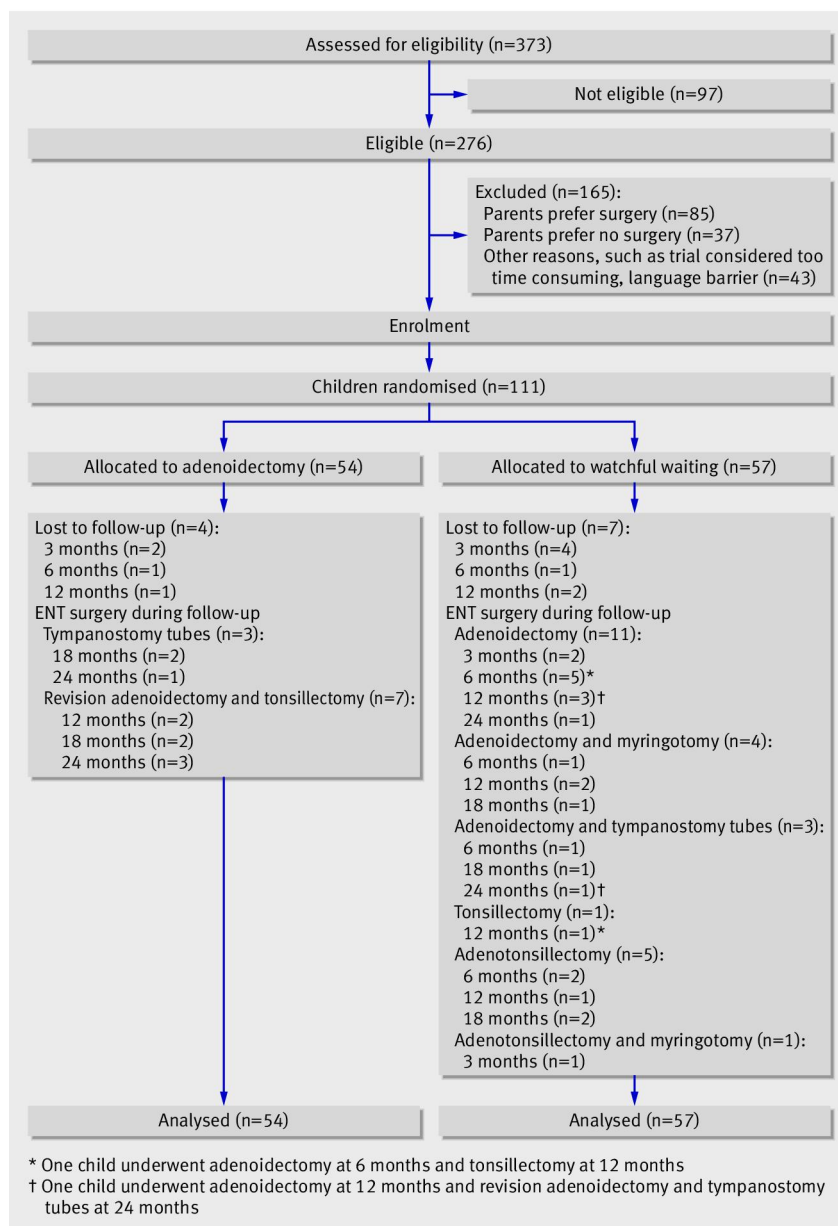 Assessed for eligibility (n=373)
Not eligible (n=97)
Eligible (n=276)
Excluded (n=165):
Parents prefer surgery (n=85)
Parents prefer no surgery (n=37)
Other reasons, such as trial considered too
time consuming, language barrier (n=43)
Enrolment
Children randomised (n=111)
Allocated to adenoidectomy (n=54)
Lost to follow-up (n=4):
3 months (n=2)
6 months (n=1)
12 months (n=1)
ENT surgery during follow-up
Tympanostomy tubes (n=3):
18 months (n=2)
24 months (n=1)
Revision adenoidectomy and tonsillectomy (n=7):
12 months (n=2)
18 months (n=2)
24 months (n=3)
Analysed (n=54)
Allocated to watchful waiting (n=57)
Lost to follow-up (n=7):
3 months (n=4)
6 months (n=1)
12 months (n=2)
ENT surgery during follow-up
Adenoidectomy (n=11):
3 months (n=2)
6 months (n=5)*
12 months (n=3)†
24 months (n=1)
Adenoidectomy and myringotomy (n=4):
6 months (n=1)
12 months (n=2)
18 months (n=1)
Adenoidectomy and tympanostomy tubes (n=3):
6 months (n=1)
18 months (n=1)
24 months (n=1)†
Tonsillectomy (n=1):
12 months (n=1)*
Adenotonsillectomy (n=5):
6 months (n=2)
12 months (n=1)
18 months (n=2)
Adenotonsillectomy and myringotomy (n=1):
3 months (n=1)
Analysed (n=57)
* One child underwent adenoidectomy at 6 months and tonsillectomy at 12 months
† One child underwent adenoidectomy at 12 months and revision adenoidectomy and tympanostomy
tubes at 24 months